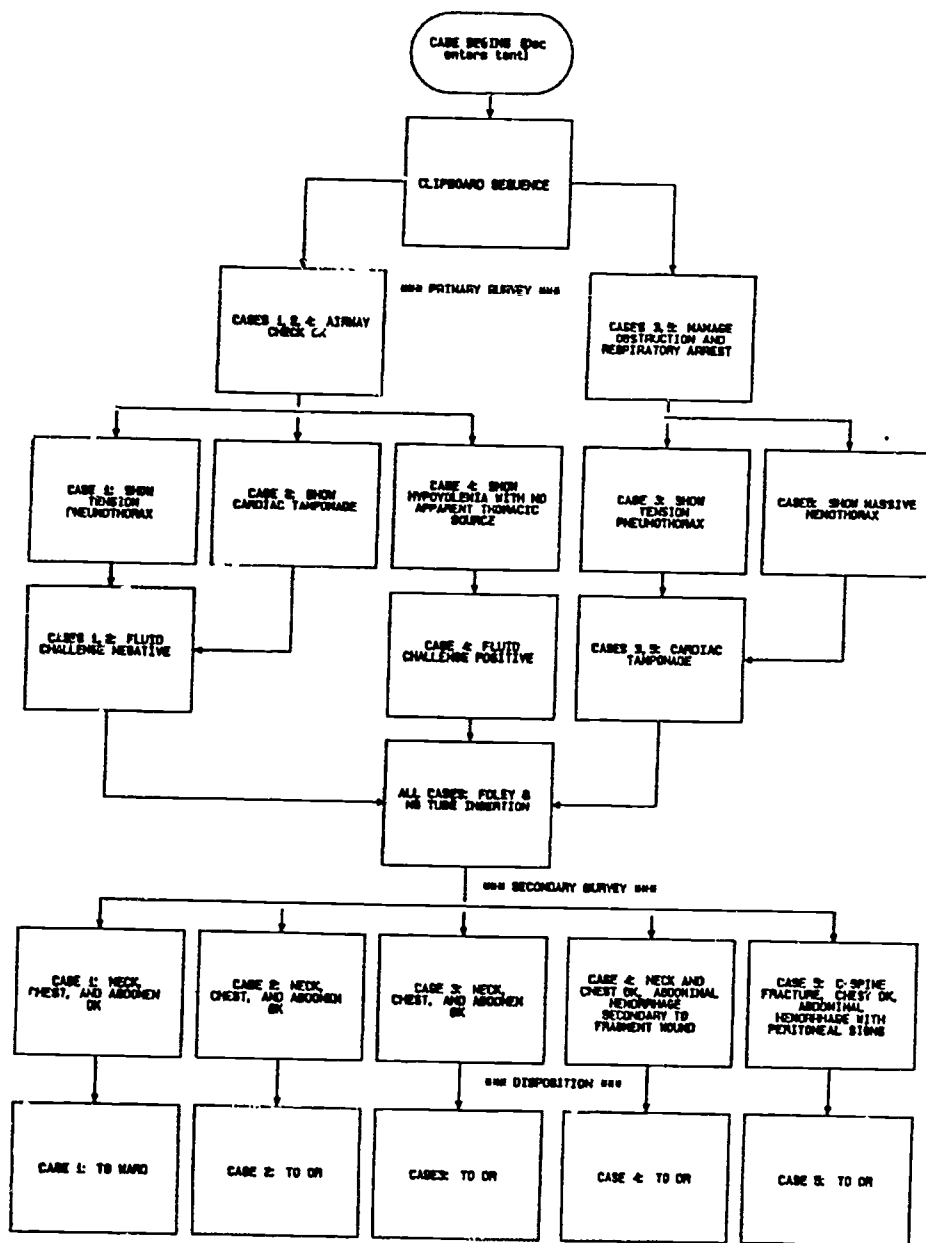 CASE BEGINS (Doc
enters tent)
CLIPBOARD SEQUENCE
*** PRIMARY SURVEY ***
CASES 1, 2, 4: AIRWAY
CHECK OK
CASES 3, 5: MANAGE
OBSTRUCTION AND
RESPIRATORY ARREST
CASE 1: SHOW
TENSION
PNEUMOTHORAX
CASE 2: SHOW
CARDIAC TAMPONADE
CASE 4: SHOW
HYPOVOLEMIA WITH NO
APPARENT THORACIC
SOURCE
CASE 3: SHOW
TENSION
PNEUMOTHORAX
CASE5: SHOW MASSIVE
HEMOTHORAX
CASES 1, 2: FLUID
CHALLENGE NEGATIVE
CASE 4: FLUID
CHALLENGE POSITIVE
CASES 3, 5: CARDIAC
TAMPONADE
ALL CASES: FOLEY &
NG TUBE INSERTION
*** SECONDARY SURVEY ***
CASE 1: NECK,
CHEST, AND ABDOMEN
OK
CASE 2: NECK,
CHEST, AND ABDOMEN
OK
CASE 3: NECK,
CHEST, AND ABDOMEN
OK
CASE 4: NECK AND
CHEST OK, ABDOMINAL
HEMORRHAGE
SECONDARY TO
FRAGMENT WOUND
CASE 5: C-SPINE
FRACTURE, CHEST OK,
ABDOMINAL
HEMORRHAGE WITH
PERITONEAL SIGNS
*** DISPOSITION ***
CASE 1: TO WARD
CASE 2: TO OR
CASE3: TO OR
CASE 4: TO OR
CASE 5: TO OR